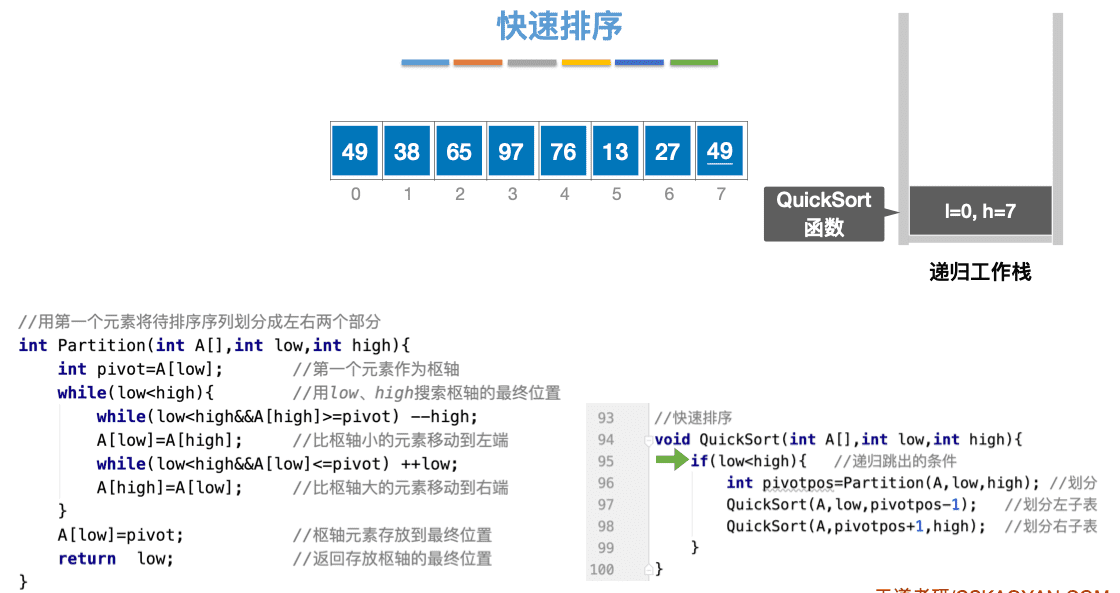 快速排序
49 38 65 97 76 13 27 49
0 1 2 3 4 5 6 7
QuickSort
函数
l=0, h=7
递归工作栈
//用第一个元素将待排序序列划分成左右两个部分
int Partition(int A[],int low,int high){
int pivot=A[low]; //第一个元素作为枢轴
while(low<high){ //用low、high搜索枢轴的最终位置
while(low<high&&A[high]>=pivot) --high;
A[low]=A[high]; //比枢轴小的元素移动到左端
while(low<high&&A[low]<=pivot) ++low;
A[high]=A[low]; //比枢轴大的元素移动到右端
}
A[low]=pivot; //枢轴元素存放到最终位置
return low; //返回存放枢轴的最终位置
}
93 //快速排序
94 void QuickSort(int A[],int low,int high){
95 if(low<high){ //递归跳出的条件
96 int pivotpos=Partition(A,low,high); //划分
97 QuickSort(A,low,pivotpos-1); //划分左子表
98 QuickSort(A,pivotpos+1,high); //划分右子表
99 }
100 }